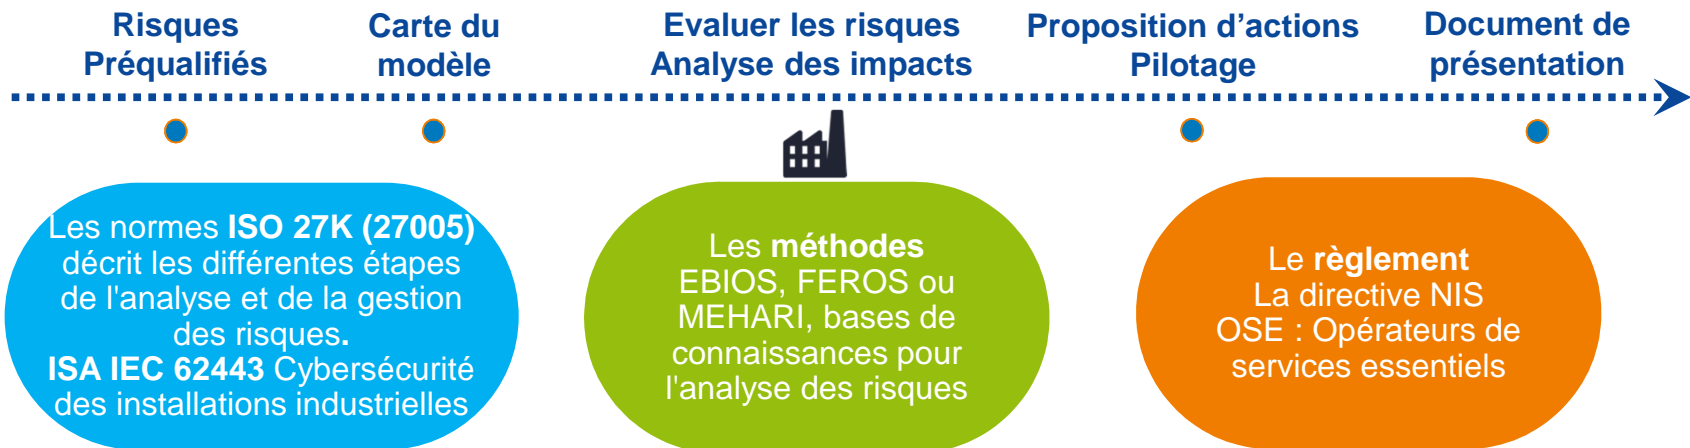 Risques
Préqualifiés
Carte du
modèle
Evaluer les risques
Analyse des impacts
Proposition d'actions
Pilotage
Document de
présentation
Les normes ISO 27K (27005)
décrit les différentes étapes
de l'analyse et de la gestion
des risques.
ISA IEC 62443 Cybersécurité
des installations industrielles
Les méthodes
EBIOS, FEROS ou
MEHARI, bases de
connaissances pour
l'analyse des risques
Le règlement
La directive NIS
OSE : Opérateurs de
services essentiels